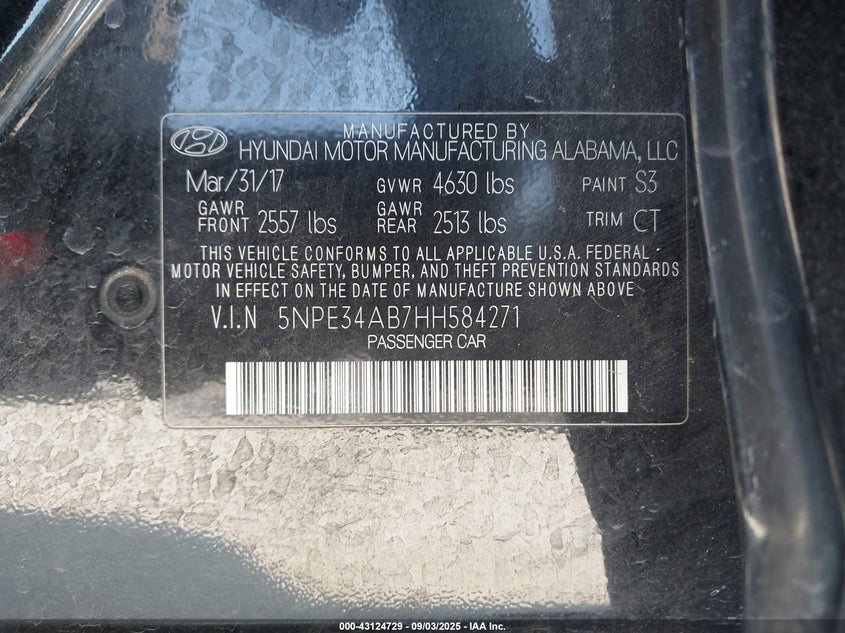 MANUFACTURED BY
HYUNDAI MOTOR MANUFACTURING ALABAMA, LLC
Mar/31/17 GVWR 4630 lbs PAINT S3
GAWR FRONT 2557 lbs GAWR REAR 2513 lbs TRIM CT
THIS VEHICLE CONFORMS TO ALL APPLICABLE U.S.A. FEDERAL
MOTOR VEHICLE SAFETY, BUMPER, AND THEFT PREVENTION STANDARDS
IN EFFECT ON THE DATE OF MANUFACTURE SHOWN ABOVE.
V.I.N 5NPE34AB7HH584271
PASSENGER CAR
000-43124729 - 09/03/2025 - IAA Inc.